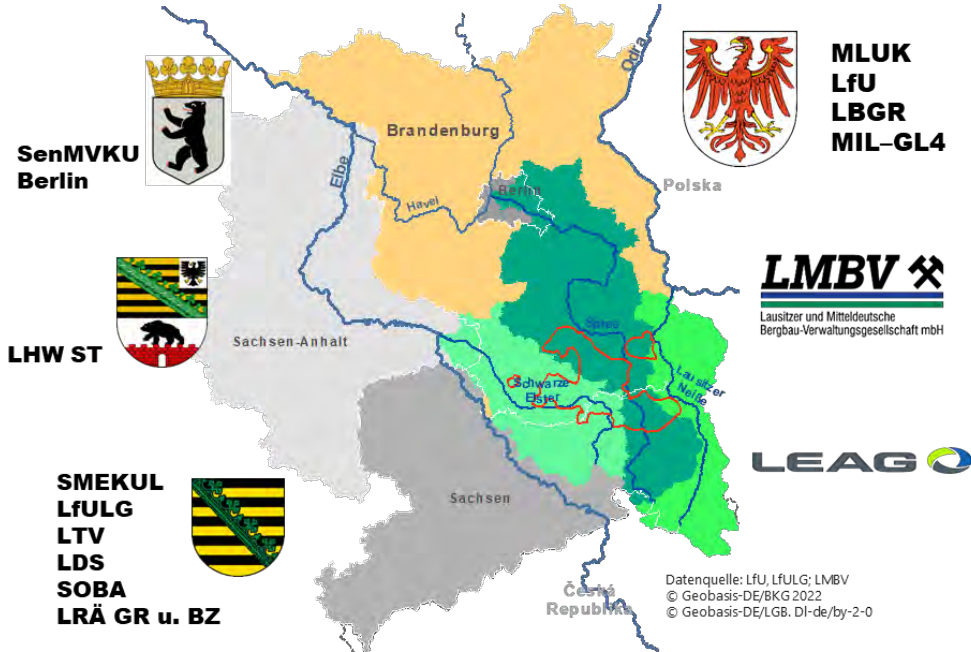 SenMVKU
Berlin
MLUK
LfU
LBGR
MIL–GL4
LHW ST
SMEKUL
LfULG
LTV
LDS
SOBA
LRÄ GR u. BZ
LMBV
Lausitzer und Mitteldeutsche
Bergbau-Verwaltungsgesellschaft mbH
LEAG
Brandenburg
Berlin
Odra
Elbe
Havel
Polska
Sachsen-Anhalt
Spree
Schwarze
Elster
Lausitzer
Neiße
Sachsen
Česká
Republika
Datenquelle: LfU, LfULG; LMBV
© Geobasis-DE/BKG 2022
© Geobasis-DE/LGB. Dl-de/by-2-0